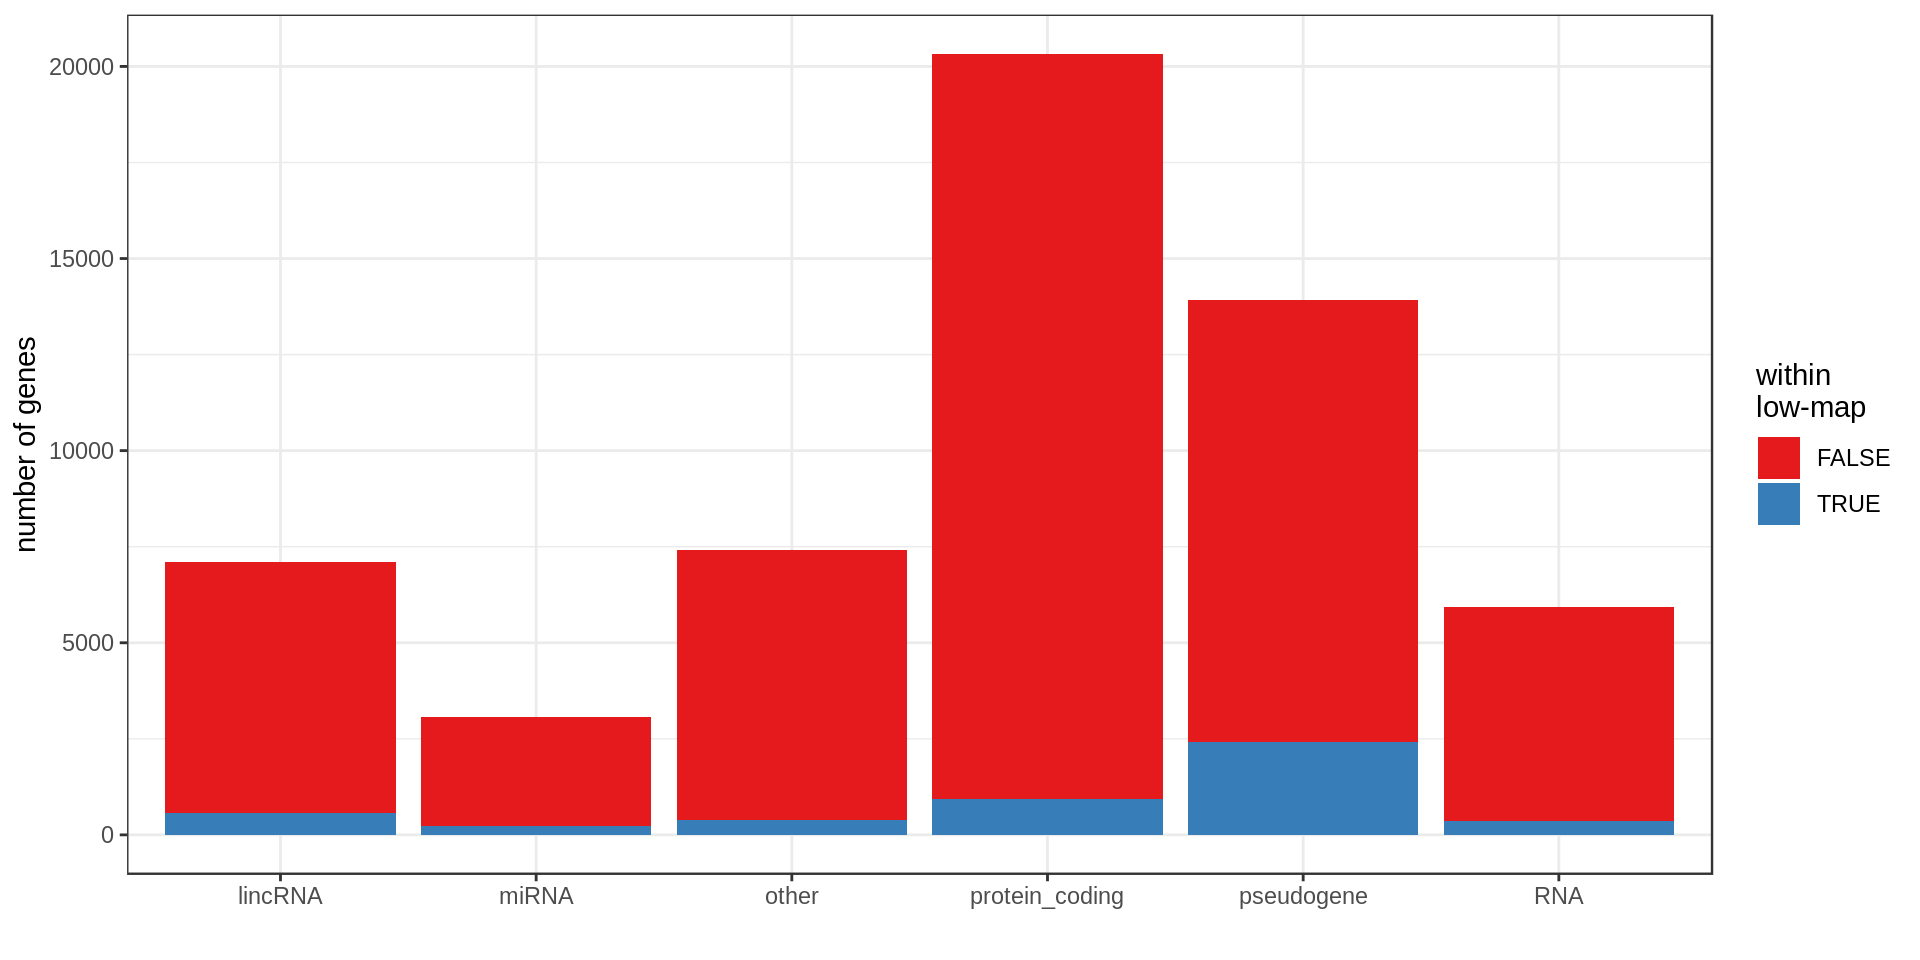 number of genes
20000
15000
10000
5000
0
lincRNA
miRNA
other
protein_coding
pseudogene
RNA
within
low-map
FALSE
TRUE